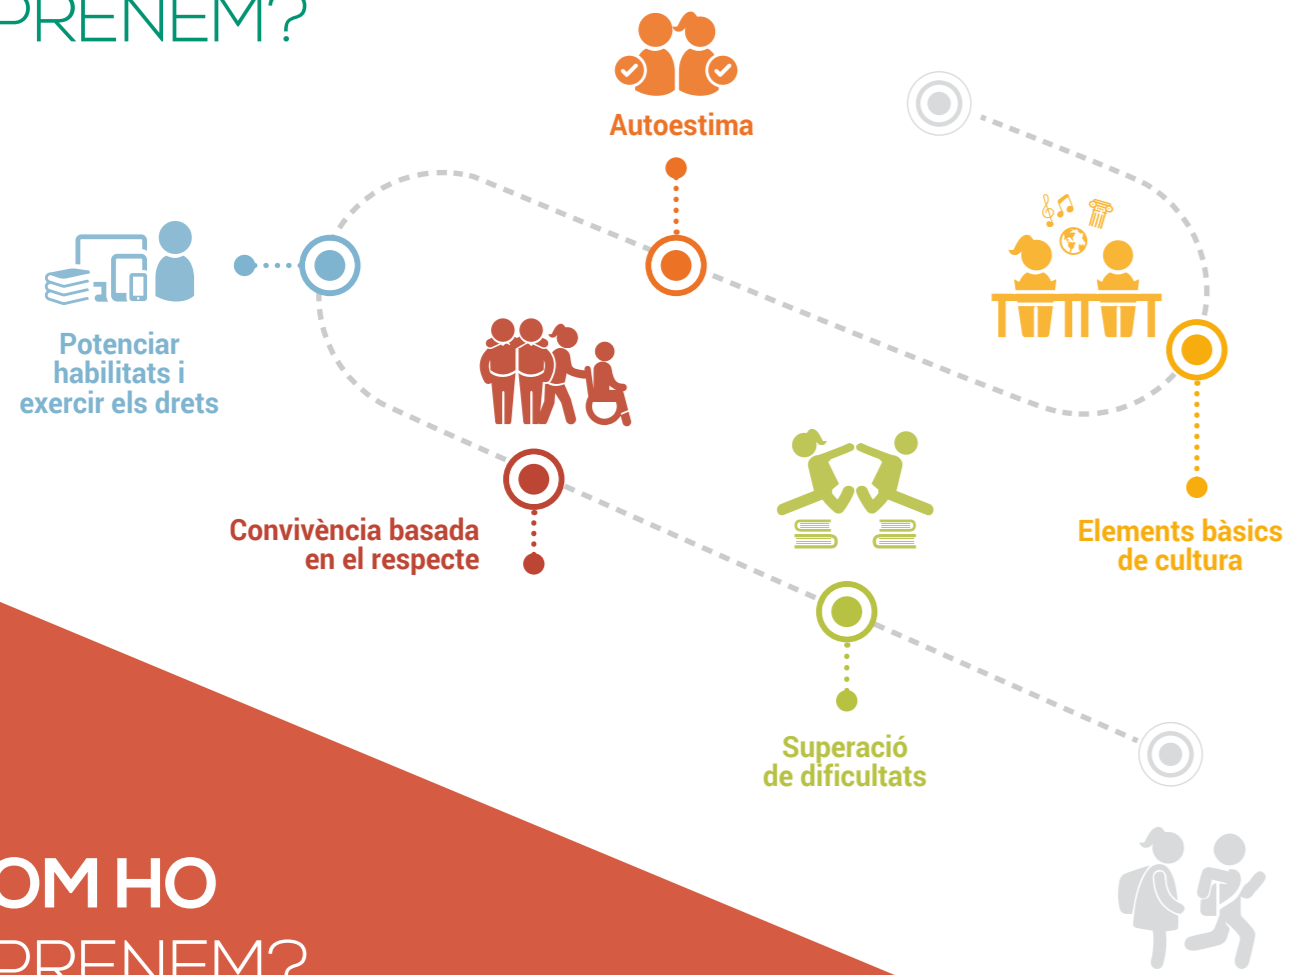 PRENEM?
Autoestima
Potenciar
habilitats i
exercir els drets
Convivència basada
en el respecte
Elements bàsics
de cultura
Superació
de dificultats
OM HO
PRENEM?